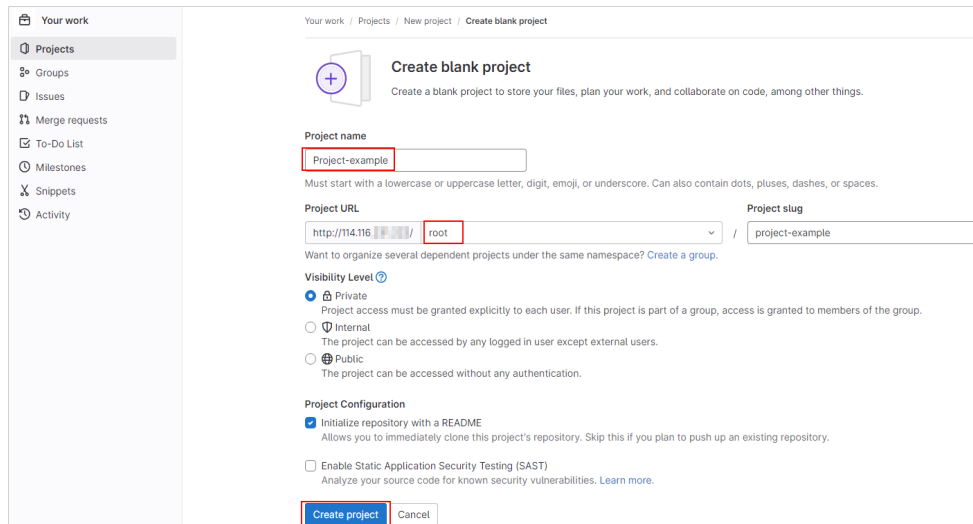 Your work
Projects
Groups
Issues
Merge requests
To-Do List
Milestones
Snippets
Activity
Your work / Projects / New project / Create blank project
Create blank project
Create a blank project to store your files, plan your work, and collaborate on code, among other things.
Project name
Project-example
Must start with a lowercase or uppercase letter, digit, emoji, or underscore. Can also contain dots, pluses, dashes, or spaces.
Project URL
Project slug
http://114.116. / root / project-example
Want to organize several dependent projects under the same namespace? Create a group.
Visibility Level ?
Private
Project access must be granted explicitly to each user. If this project is part of a group, access is granted to members of the group.
Internal
The project can be accessed by any logged in user except external users.
Public
The project can be accessed without any authentication.
Project Configuration
Initialize repository with a README
Allows you to immediately clone this project's repository. Skip this if you plan to push up an existing repository.
Enable Static Application Security Testing (SAST)
Analyze your source code for known security vulnerabilities. Learn more.
Create project Cancel